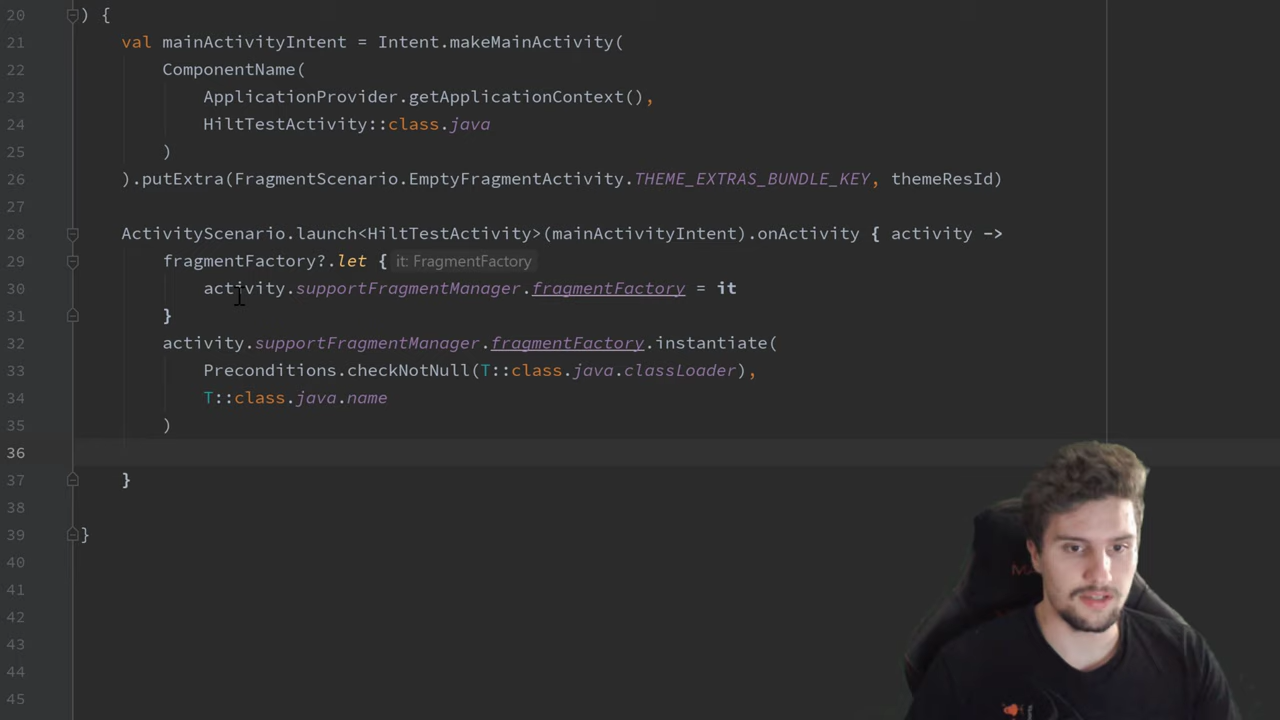 20 ) {
21 val mainActivityIntent = Intent.makeMainActivity(
22 ComponentName(
23 ApplicationProvider.getApplicationContext(),
24 HiltTestActivity::class.java
25 )
26 ).putExtra(FragmentScenario.EmptyFragmentActivity.THEME_EXTRAS_BUNDLE_KEY, themeResId)
27
28 ActivityScenario.launch<HiltTestActivity>(mainActivityIntent).onActivity { activity ->
29 fragmentFactory?.let { it: FragmentFactory
30 activity.supportFragmentManager.fragmentFactory = it
31 }
32 activity.supportFragmentManager.fragmentFactory.instantiate(
33 Preconditions.checkNotNull(T::class.java.classLoader),
34 T::class.java.name
35 )
36
37 }
38
39 }
40
41
42
43
44
45